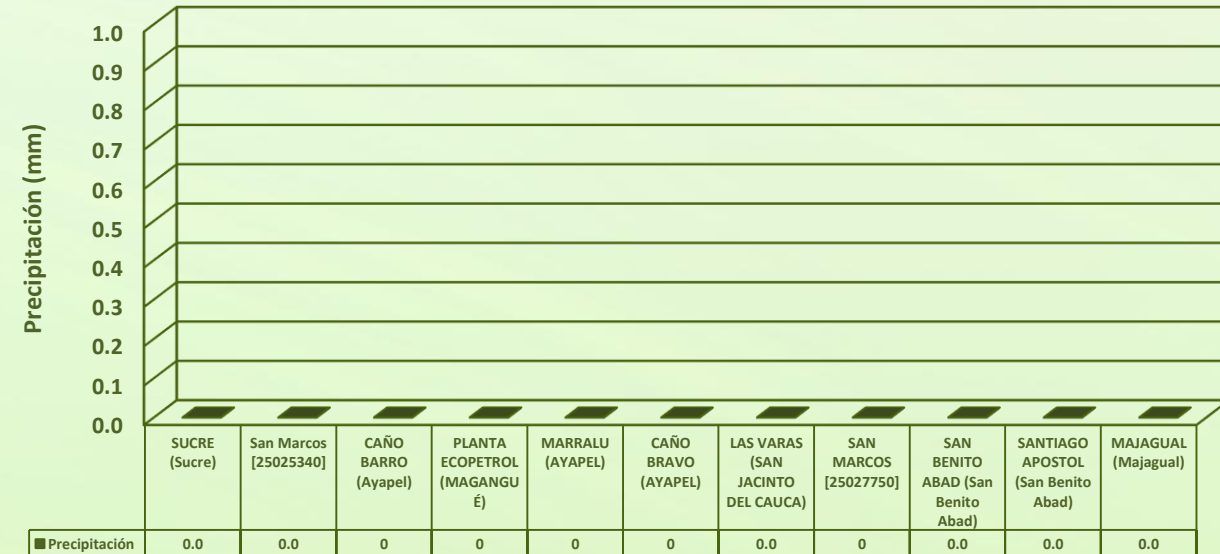 Precipitación (mm)
1.0
0.9
0.8
0.7
0.6
0.5
0.4
0.3
0.2
0.1
0.0
SUCRE
(Sucre)
San Marcos
[25025340]
CAÑO
BARRO
(Ayapel)
PLANTA
ECOPETROL
(MAGANGU
É)
MARRALU
(AYAPEL)
CAÑO
BRAVO
(AYAPEL)
LAS VARAS
(SAN
JACINTO
DEL CAUCA)
SAN
MARCOS
[25027750]
SAN
BENITO
ABAD (San
Benito
Abad)
SANTIAGO
APOSTOL
(San Benito
Abad)
MAJAGUAL
(Majagual)
Precipitación 0.0 0.0 0 0 0 0 0.0 0 0.0 0.0 0.0